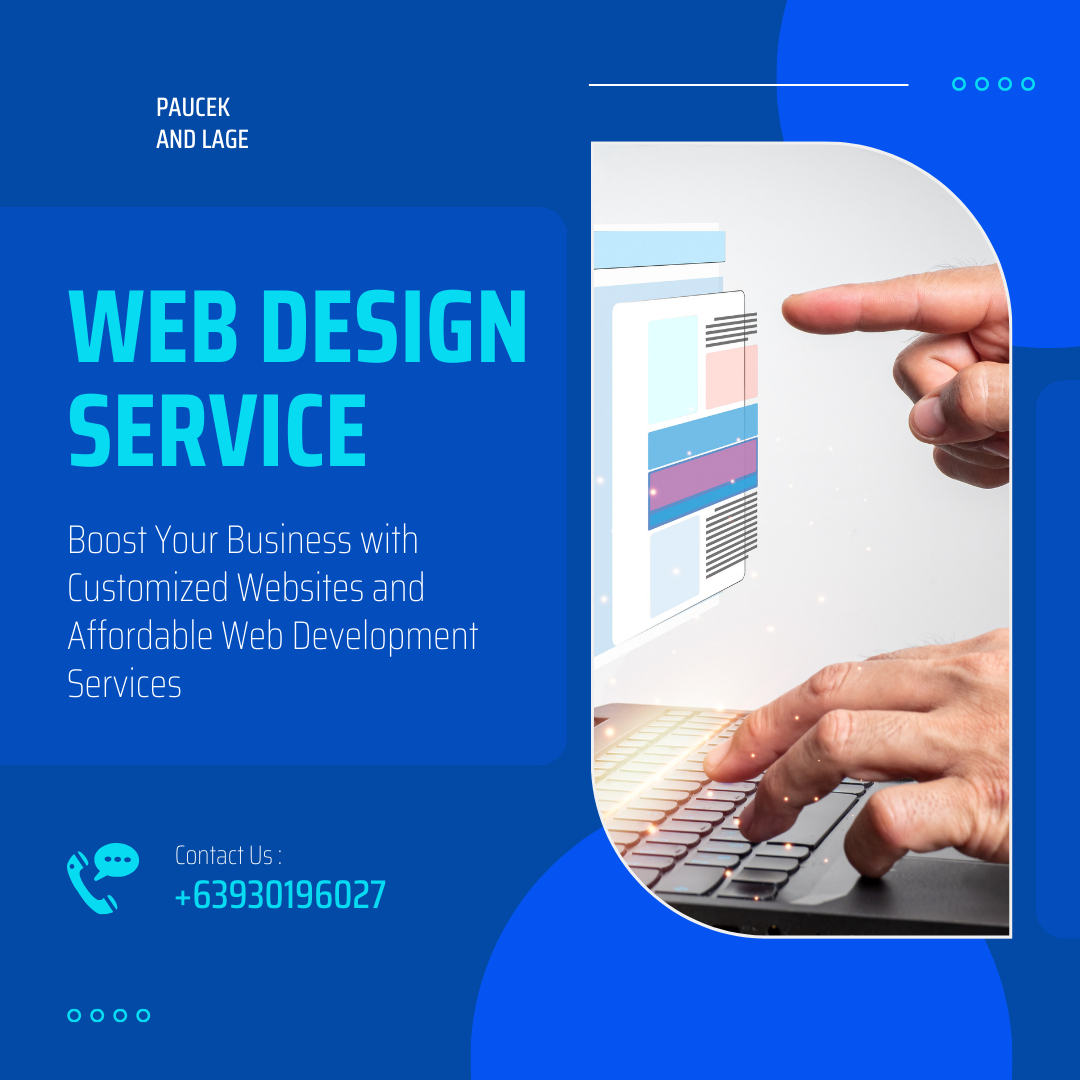 PAUCEK
AND LAGE
WEB DESIGN
SERVICE
Boost Your Business with
Customized Websites and
Affordable Web Development
Services
Contact Us :
+63930196027